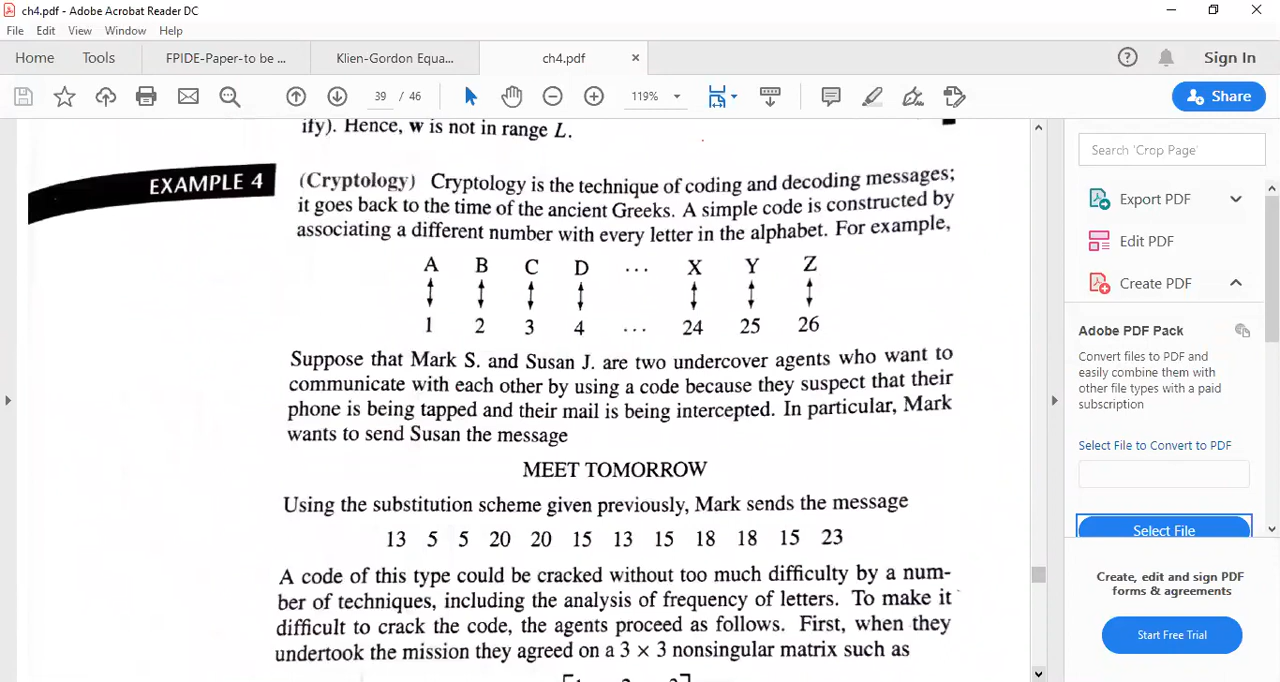 ch4.pdf - Adobe Acrobat Reader DC
File Edit View Window Help
Home Tools FPIDE-Paper-to be ... Klien-Gordon Equa... ch4.pdf × Sign In
39 / 46 119% Share
ify). Hence, w is not in range L.
EXAMPLE 4
(Cryptology) Cryptology is the technique of coding and decoding messages;
it goes back to the time of the ancient Greeks. A simple code is constructed by
associating a different number with every letter in the alphabet. For example,
A B C D ··· X Y Z
↕ ↕ ↕ ↕ ↕ ↕ ↕
1 2 3 4 ··· 24 25 26
Suppose that Mark S. and Susan J. are two undercover agents who want to
communicate with each other by using a code because they suspect that their
phone is being tapped and their mail is being intercepted. In particular, Mark
wants to send Susan the message
MEET TOMORROW
Using the substitution scheme given previously, Mark sends the message
13 5 5 20 20 15 13 15 18 18 15 23
A code of this type could be cracked without too much difficulty by a num-
ber of techniques, including the analysis of frequency of letters. To make it
difficult to crack the code, the agents proceed as follows. First, when they
undertook the mission they agreed on a 3 × 3 nonsingular matrix such as
Search 'Crop Page'
Export PDF
Edit PDF
Create PDF
Adobe PDF Pack
Convert files to PDF and
easily combine them with
other file types with a paid
subscription
Select File to Convert to PDF
Select File
Create, edit and sign PDF
forms & agreements
Start Free Trial